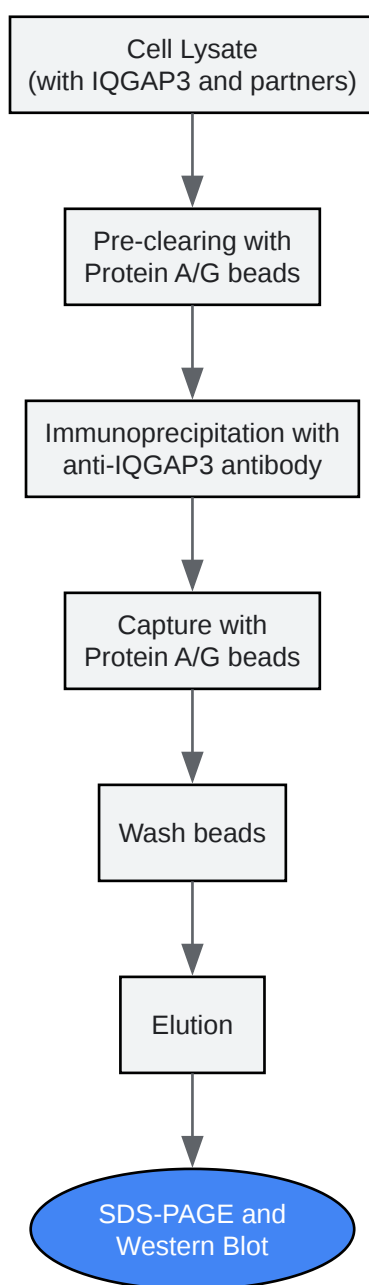 Cell Lysate
(with IQGAP3 and partners)
Pre-clearing with
Protein A/G beads
Immunoprecipitation with
anti-IQGAP3 antibody
Capture with
Protein A/G beads
Wash beads
Elution
SDS-PAGE and
Western Blot